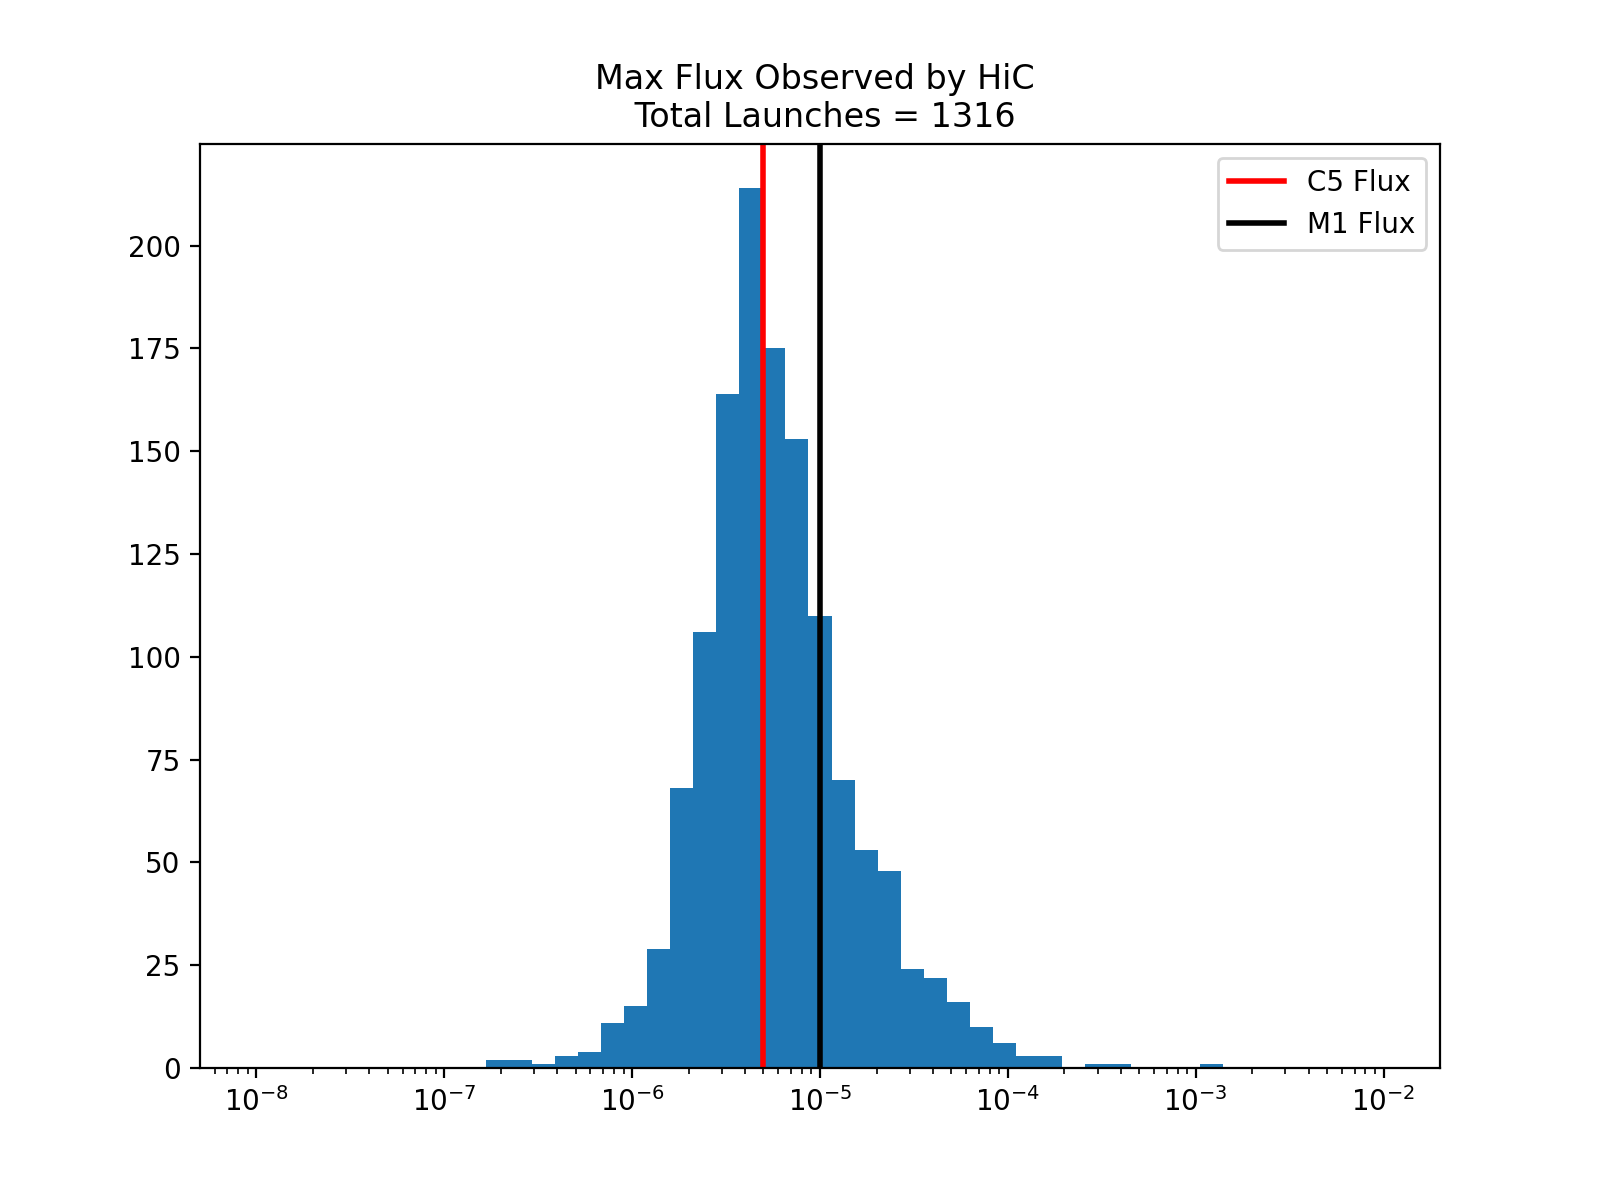 Max Flux Observed by HiC
Total Launches = 1316
C5 Flux
M1 Flux
200
175
150
125
100
75
50
25
0
10⁻⁸ 10⁻⁷ 10⁻⁶ 10⁻⁵ 10⁻⁴ 10⁻³ 10⁻²